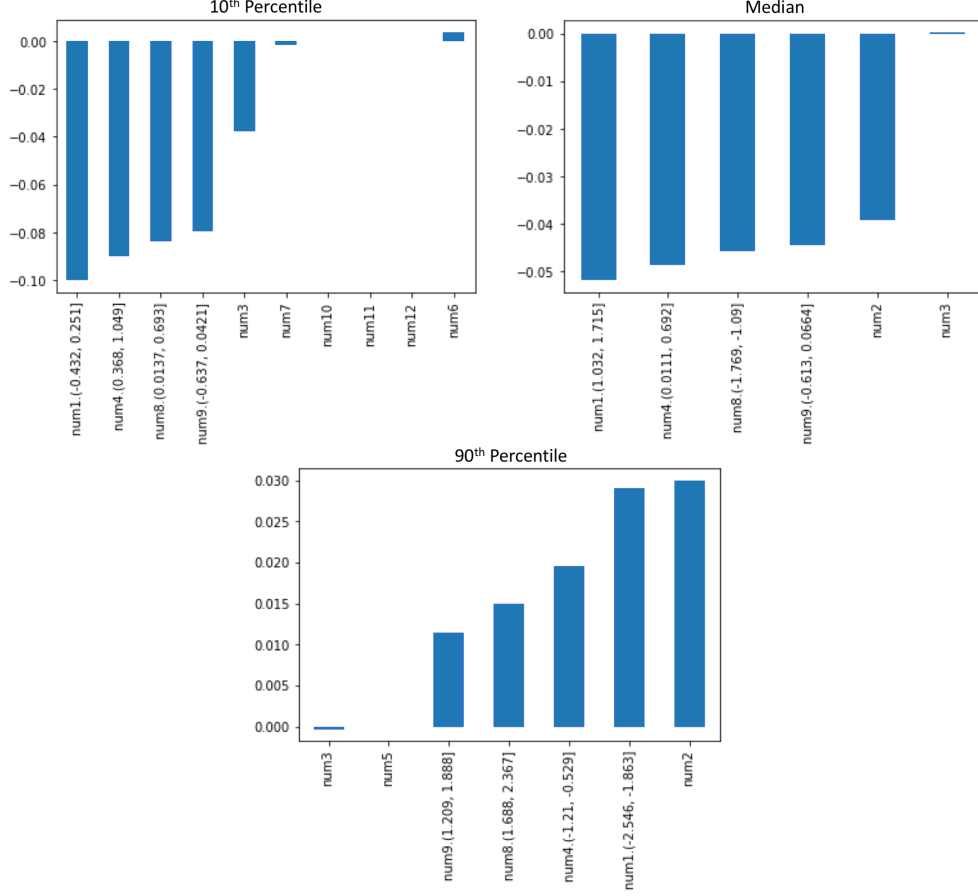 10th Percentile
0.00
−0.02
−0.04
−0.06
−0.08
−0.10
num1.(-0.432, 0.251]
num4.(0.368, 1.049]
num8.(0.0137, 0.693]
num9.(-0.637, 0.0421]
num3
num7
num10
num11
num12
num6
Median
0.00
−0.01
−0.02
−0.03
−0.04
−0.05
num1.(1.032, 1.715]
num4.(0.0111, 0.692]
num8.(-1.769, -1.09]
num9.(-0.613, 0.0664]
num2
num3
90th Percentile
0.030
0.025
0.020
0.015
0.010
0.005
0.000
num3
num5
num9.(1.209, 1.888]
num8.(1.688, 2.367]
num4.(-1.21, -0.529]
num1.(-2.546, -1.863]
num2